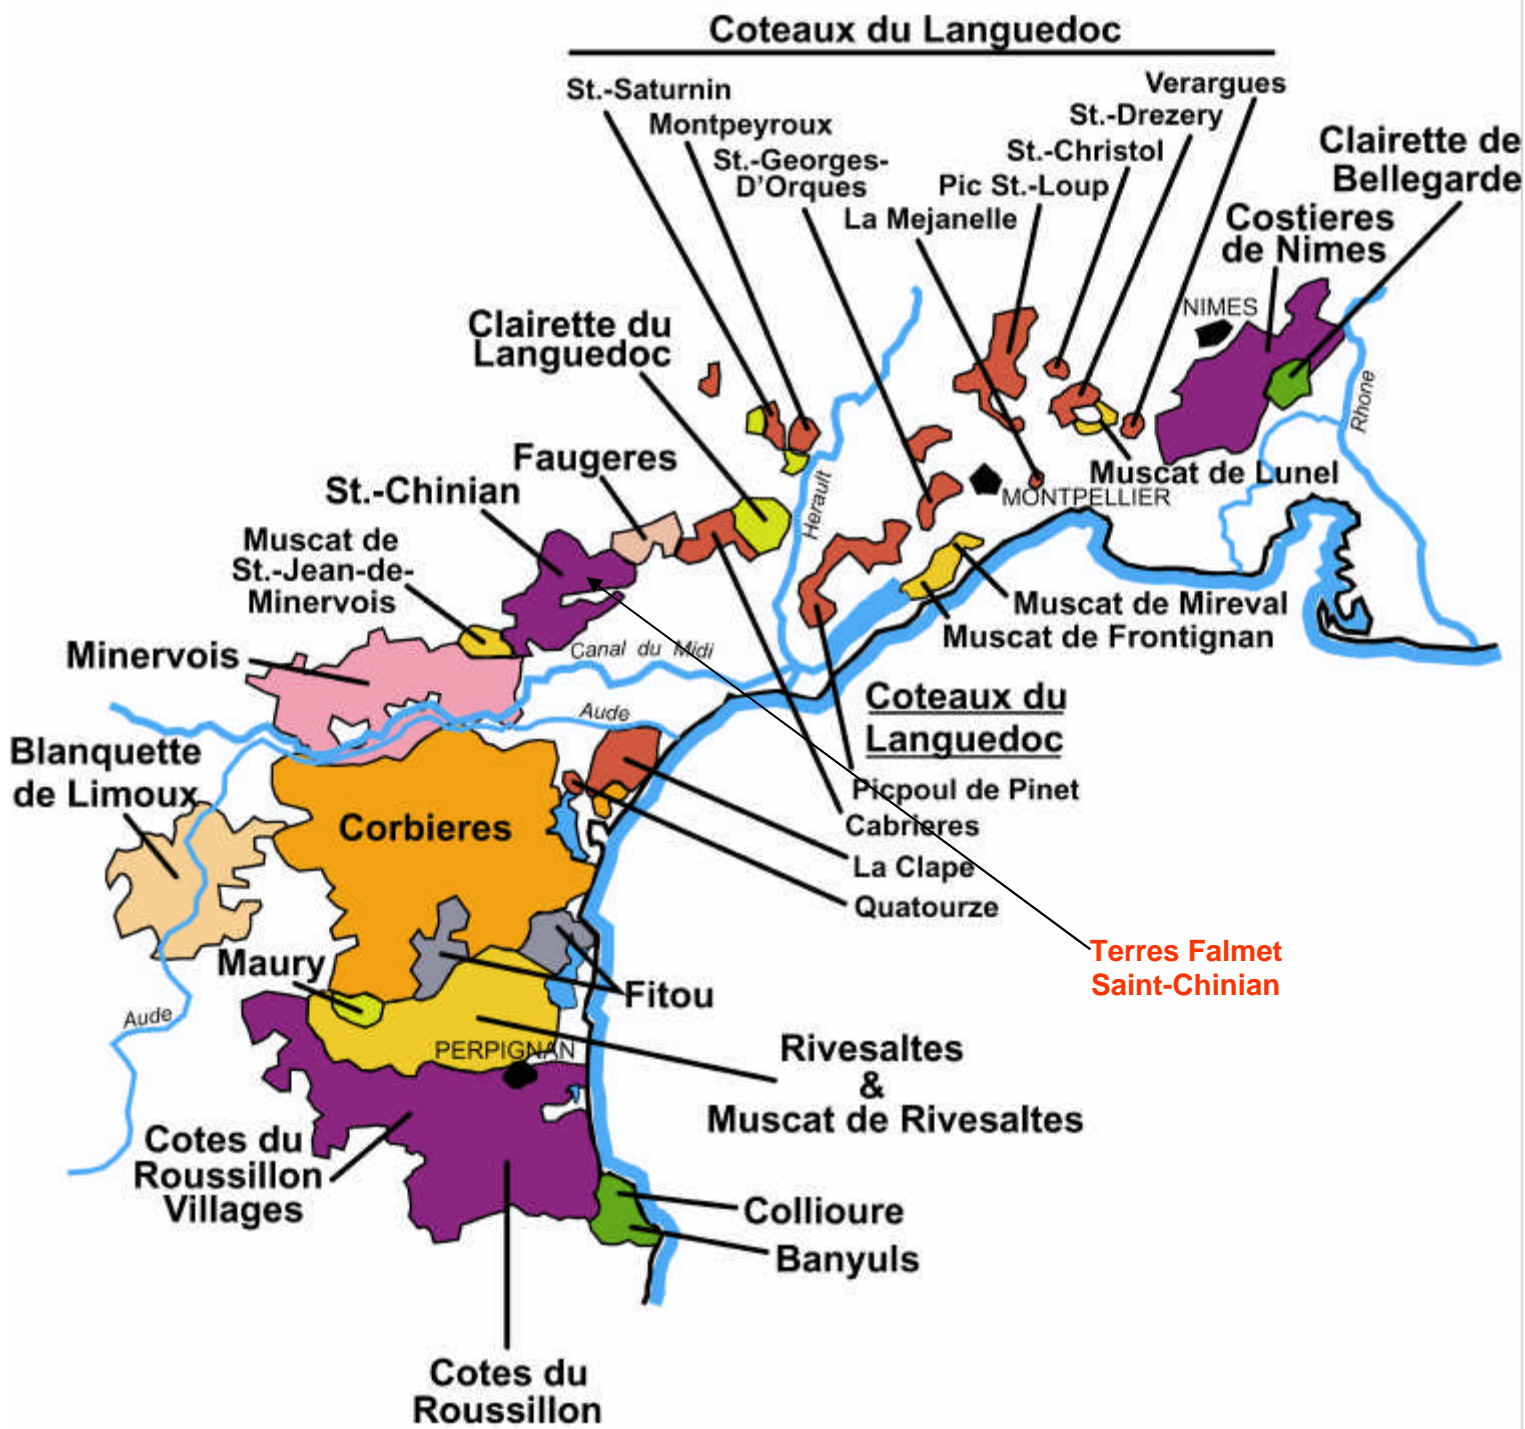 Coteaux du Languedoc
St.-Saturnin
Verargues
Montpeyroux
St.-Drezery
St.-Georges-
D'Orques
St.-Christol
Clairette de
Bellegarde
Pic St.-Loup
La Mejanelle
Costieres
de Nimes
NIMES
Clairette du
Languedoc
Rhone
Faugeres
St.-Chinian
Herault
Muscat de Lunel
MONTPELLIER
Muscat de
St.-Jean-de-
Minervois
Muscat de Mireval
Muscat de Frontignan
Minervois
Canal du Midi
Coteaux du
Languedoc
Aude
Blanquette
de Limoux
Picpoul de Pinet
Cabrieres
Corbieres
La Clape
Quatourze
Terres Falmet
Saint-Chinian
Maury
Fitou
Aude
PERPIGNAN
Rivesaltes
&
Muscat de Rivesaltes
Cotes du
Roussillon
Villages
Collioure
Banyuls
Cotes du
Roussillon